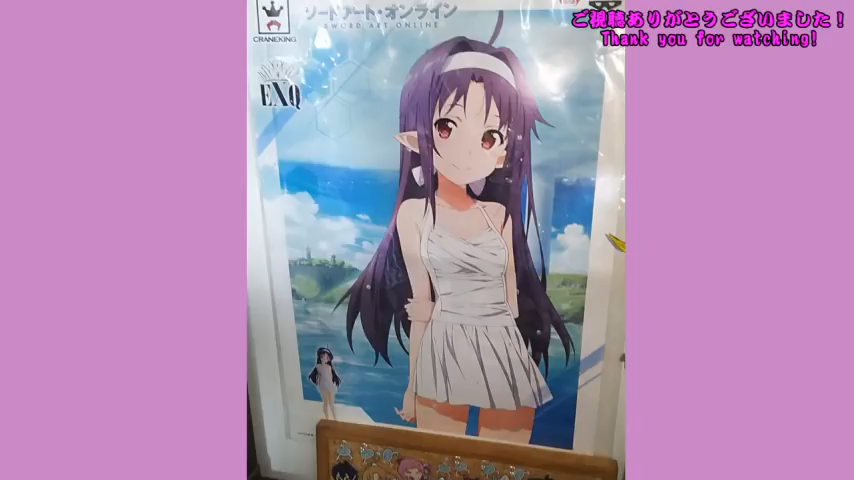 ご視聴ありがとうございました!
Thank you for watching!
ソードアート・オンライン
SWORD ART ONLINE
CRANEKING
EXQ